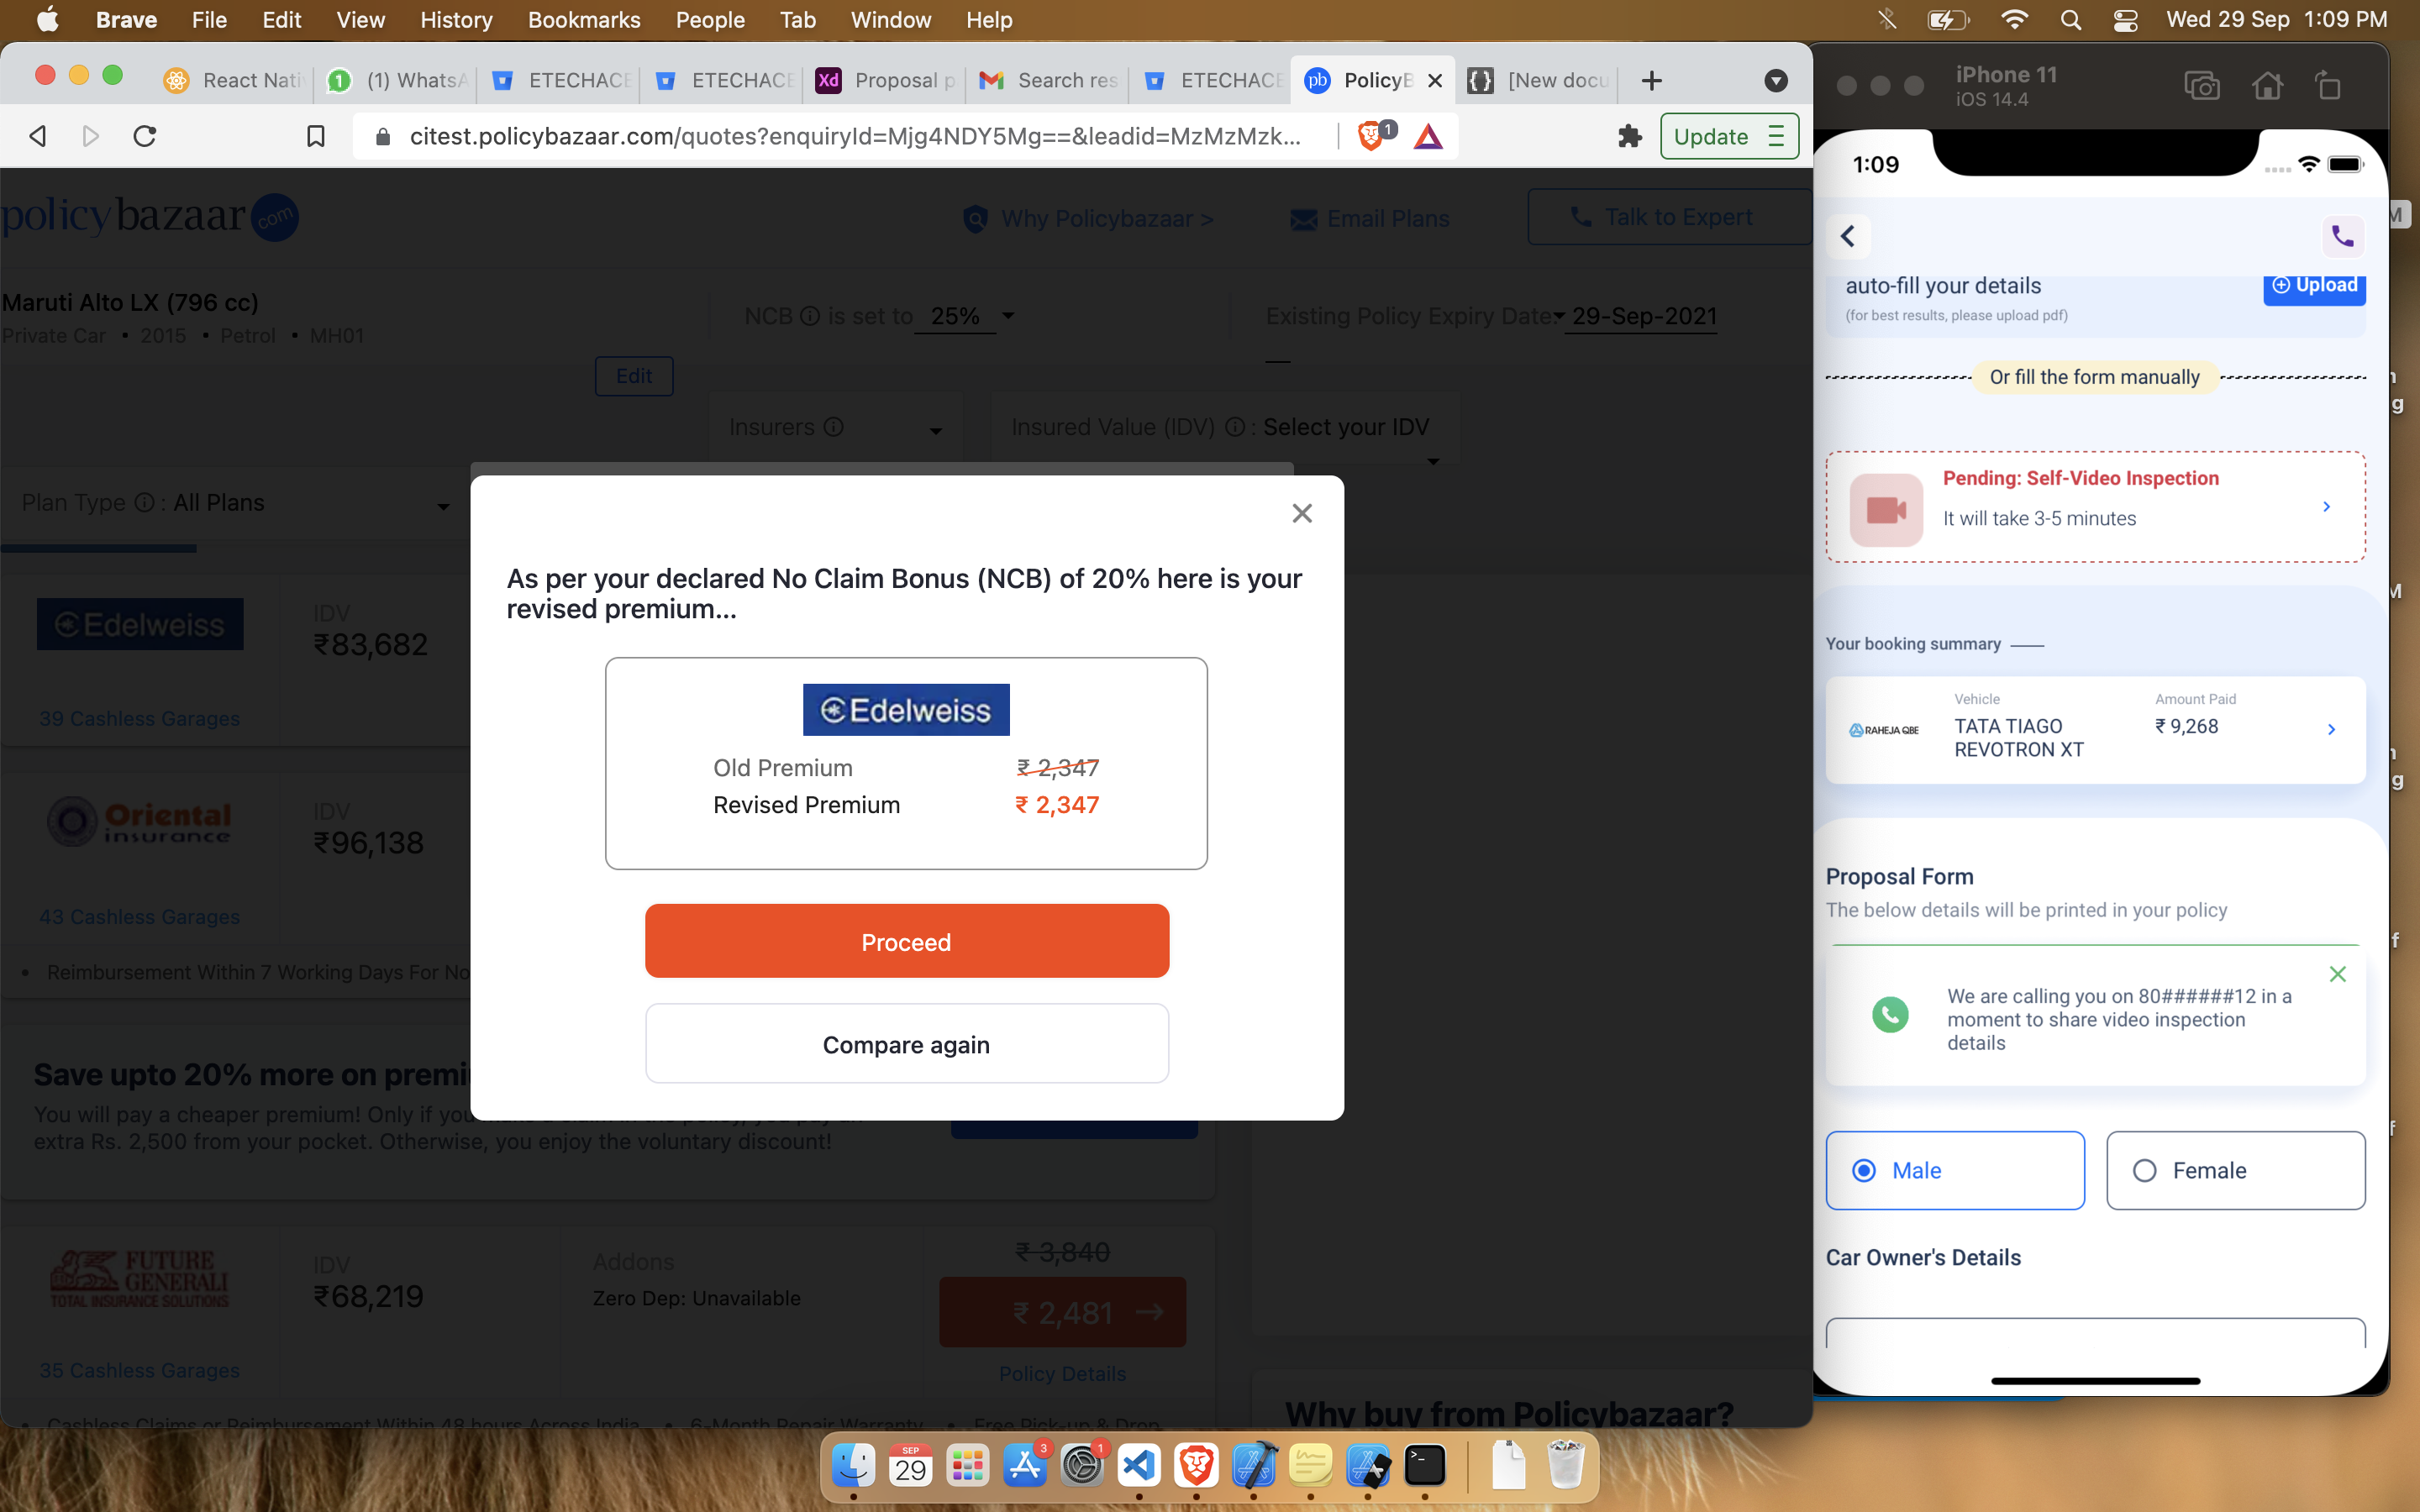 Brave File Edit View History Bookmarks People Tab Window Help
Wed 29 Sep 1:09 PM
React Nati
(1) WhatsA
ETECHACE
ETECHACE
Xd Proposal p
Search res
ETECHACE
pb PolicyB
{} [New docu
citest.policybazaar.com/quotes?enquiryId=Mjg4NDY5Mg==&leadid=MzMzMzk...
1
Update
policybazaar com
Why Policybazaar >
Email Plans
Talk to Expert
Maruti Alto LX (796 cc)
Private Car • 2015 • Petrol • MH01
Edit
NCB is set to 25%
Existing Policy Expiry Date: 29-Sep-2021
Insurers
Insured Value (IDV) : Select your IDV
Plan Type : All Plans
Edelweiss
IDV
₹83,682
39 Cashless Garages
Oriental insurance
IDV
₹96,138
43 Cashless Garages
• Reimbursement Within 7 Working Days For No
Save upto 20% more on premi
You will pay a cheaper premium! Only if you
extra Rs. 2,500 from your pocket. Otherwise, you enjoy the voluntary discount!
FUTURE GENERALI
TOTAL INSURANCE SOLUTIONS
IDV
₹68,219
Addons
Zero Dep: Unavailable
₹ 3,840
₹ 2,481 →
Policy Details
35 Cashless Garages
• Cashless Claims or Reimbursement Within 48 hours Across India • 6-Month Repair Warranty • Free Pick-up & Drop
Why buy from Policybazaar?
As per your declared No Claim Bonus (NCB) of 20% here is your
revised premium...
Edelweiss
Old Premium ₹ 2,347
Revised Premium ₹ 2,347
Proceed
Compare again
iPhone 11
iOS 14.4
1:09
auto-fill your details
(for best results, please upload pdf)
Upload
Or fill the form manually
Pending: Self-Video Inspection
It will take 3-5 minutes
Your booking summary
RAHEJA QBE
Vehicle
TATA TIAGO
REVOTRON XT
Amount Paid
₹ 9,268
Proposal Form
The below details will be printed in your policy
We are calling you on 80######12 in a
moment to share video inspection
details
Male
Female
Car Owner's Details
SEP
29
3
1